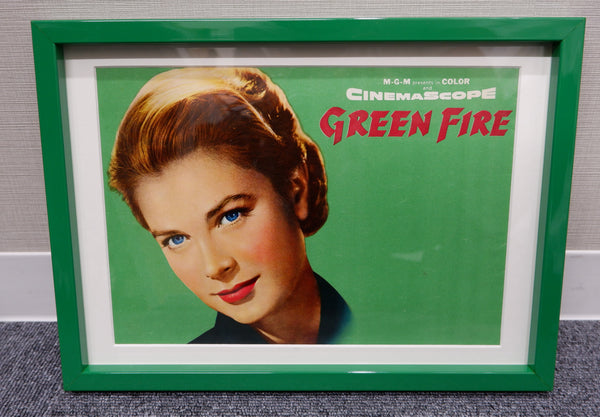 M-G-M presents in COLOR
and
CINEMASCOPE
GREEN FIRE